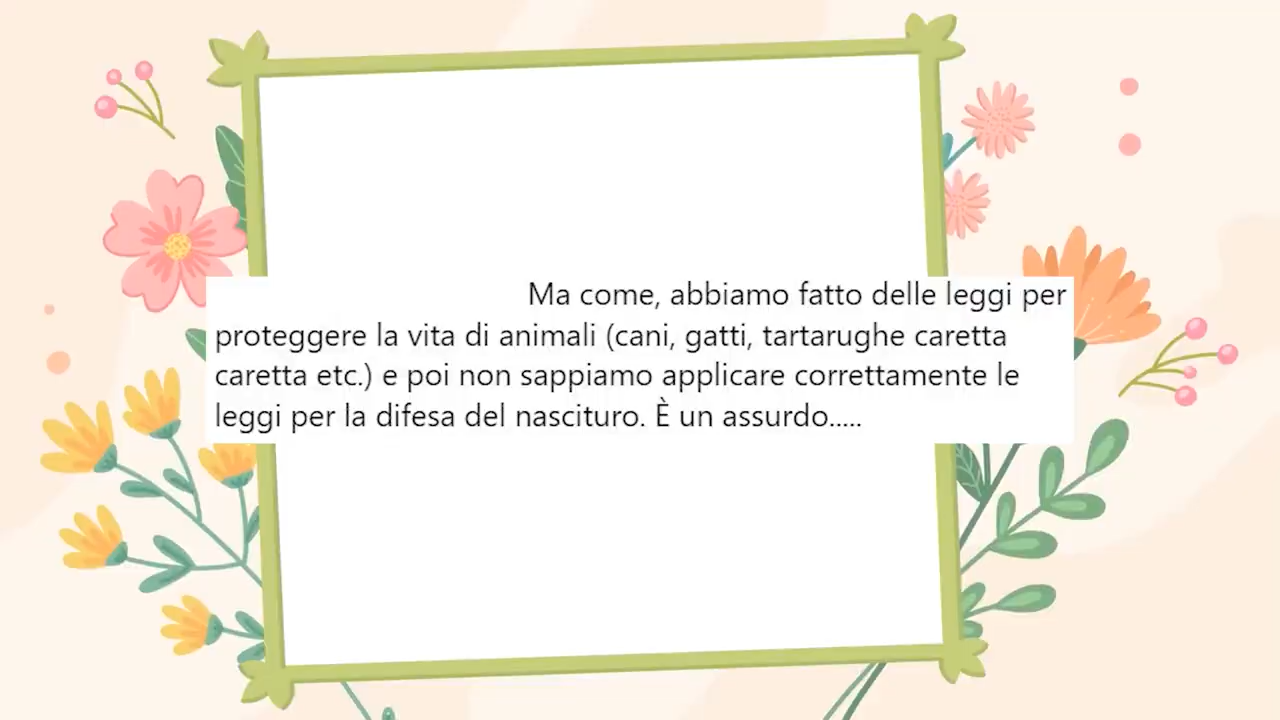 Ma come, abbiamo fatto delle leggi per
proteggere la vita di animali (cani, gatti, tartarughe caretta
caretta etc.) e poi non sappiamo applicare correttamente le
leggi per la difesa del nascituro. È un assurdo.....